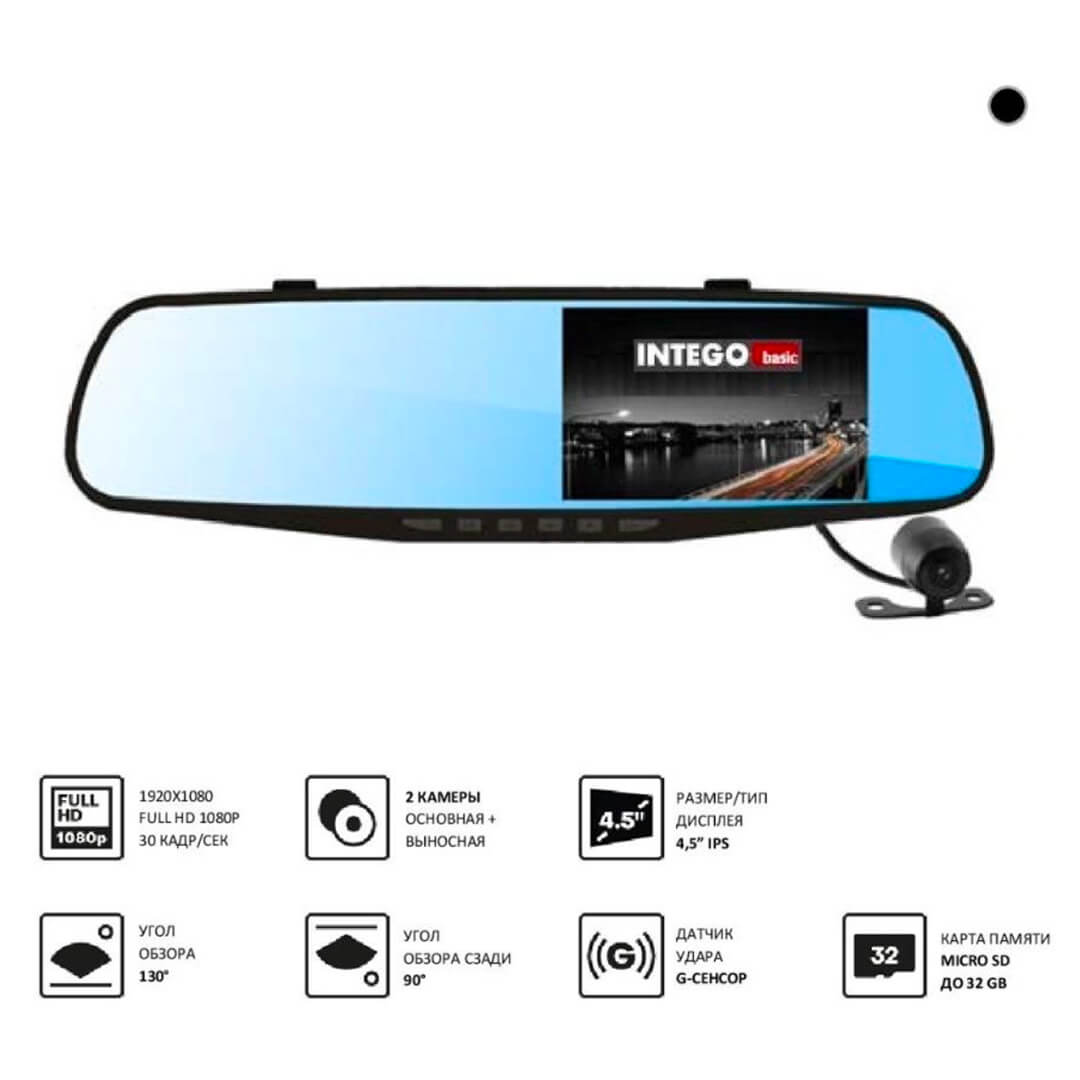 INTEGO basic
FULL
HD
1080p
1920X1080
FULL HD 1080P
30 КАДР/СЕК
2 КАМЕРЫ
ОСНОВНАЯ +
ВЫНОСНАЯ
4.5"
РАЗМЕР/ТИП
ДИСПЛЕЯ
4,5” IPS
УГОЛ
ОБЗОРА
130°
УГОЛ
ОБЗОРА СЗАДИ
90°
G
ДАТЧИК
УДАРА
G-СЕНСОР
32
КАРТА ПАМЯТИ
MICRO SD
ДО 32 GB